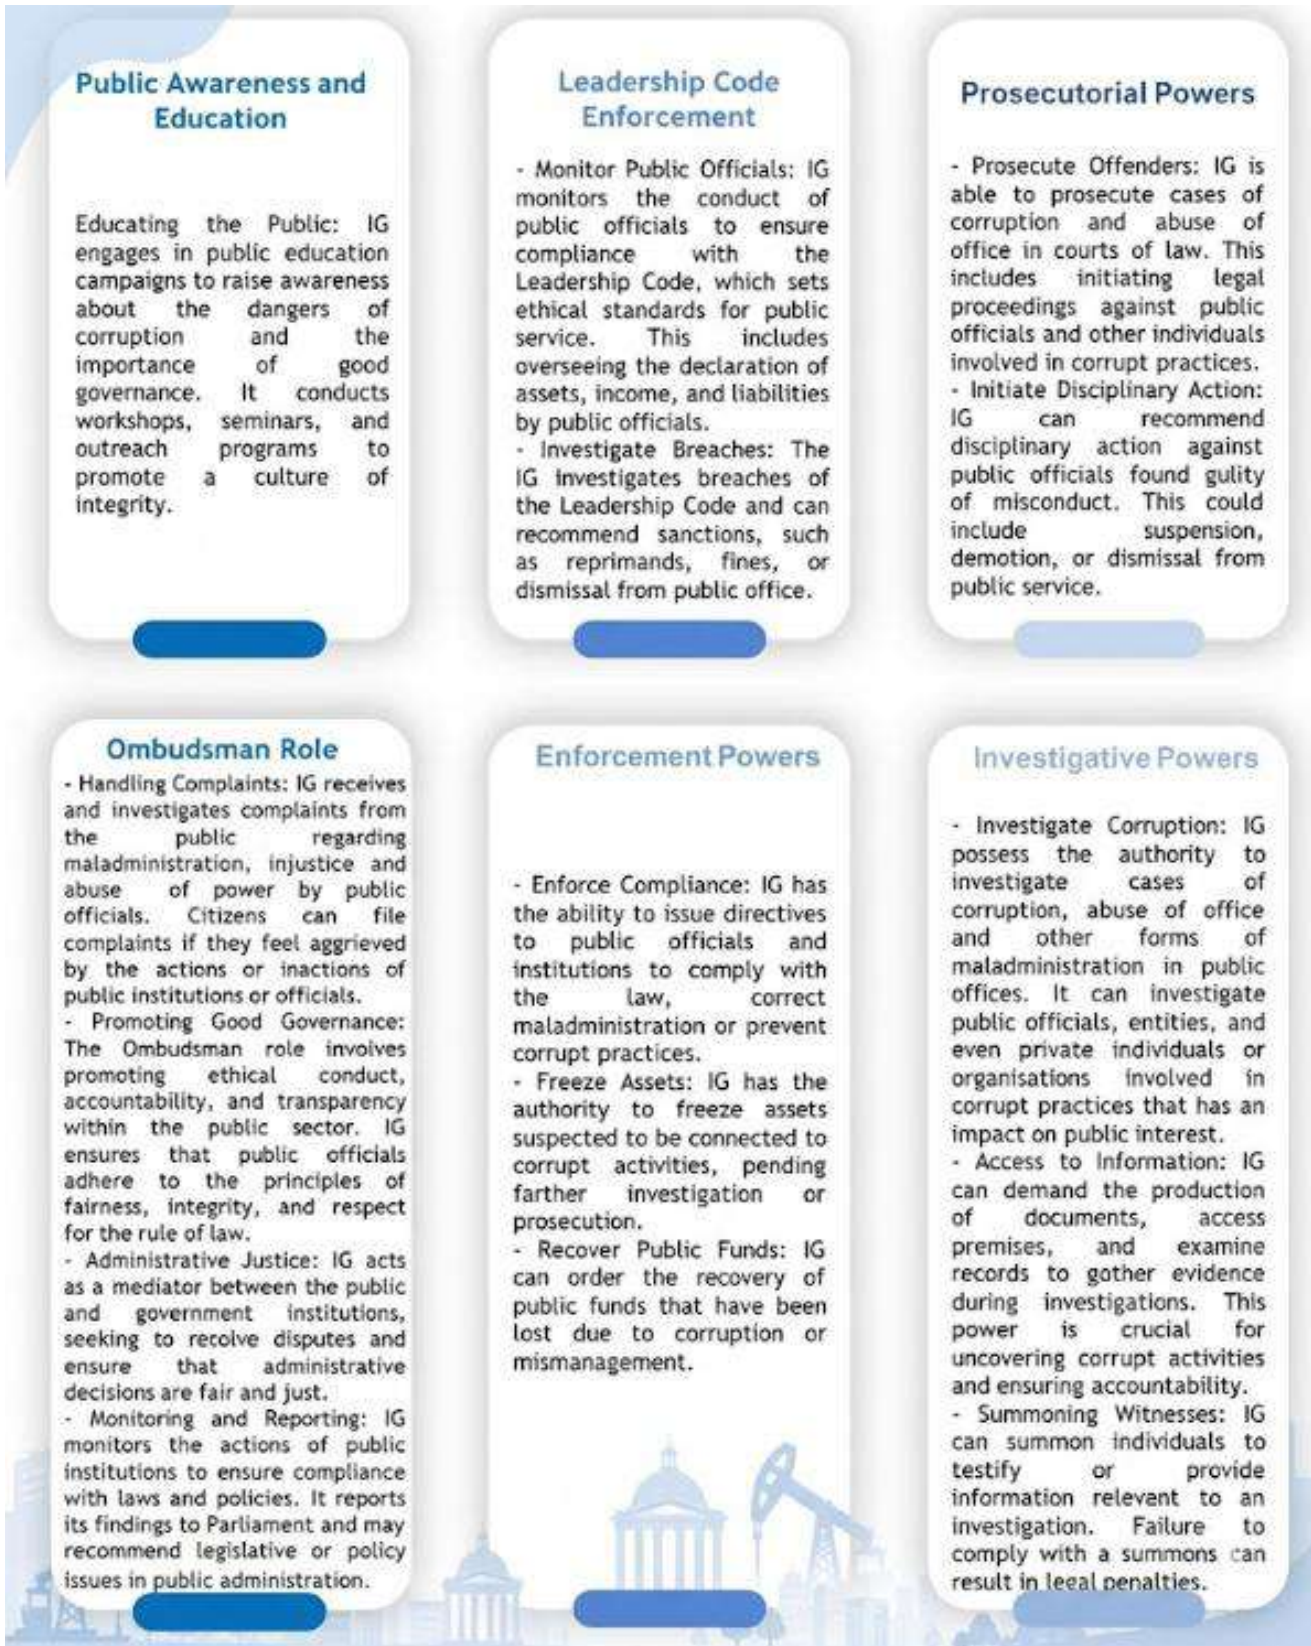 Public Awareness and
Education
Educating the Public: IG
engages in public education
campaigns to raise awareness
about the dangers of
corruption and the
importance of good
governance. It conducts
workshops, seminars, and
outreach programs to
promote a culture of
integrity.
Leadership Code
Enforcement
- Monitor Public Officials: IG
monitors the conduct of
public officials to ensure
compliance with the
Leadership Code, which sets
ethical standards for public
service. This includes
overseeing the declaration of
assets, income, and liabilities
by public officials.
- Investigate Breaches: The
IG investigates breaches of
the Leadership Code and can
recommend sanctions, such
as reprimands, fines, or
dismissal from public office.
Prosecutorial Powers
- Prosecute Offenders: IG is
able to prosecute cases of
corruption and abuse of
office in courts of law. This
includes initiating legal
proceedings against public
officials and other individuals
involved in corrupt practices.
- Initiate Disciplinary Action:
IG can recommend
disciplinary action against
public officials found gulity
of misconduct. This could
include suspension,
demotion, or dismissal from
public service.
Ombudsman Role
- Handling Complaints: IG receives
and investigates complaints from
the public regarding
maladministration, injustice and
abuse of power by public
officials. Citizens can file
complaints if they feel aggrieved
by the actions or inactions of
public institutions or officials.
- Promoting Good Governance:
The Ombudsman role involves
promoting ethical conduct,
accountability, and transparency
within the public sector. IG
ensures that public officials
adhere to the principles of
fairness, integrity, and respect
for the rule of law.
- Administrative Justice: IG acts
as a mediator between the public
and government institutions,
seeking to recolve disputes and
ensure that administrative
decisions are fair and just.
- Monitoring and Reporting: IG
monitors the actions of public
institutions to ensure compliance
with laws and policies. It reports
its findings to Parliament and may
recommend legislative or policy
issues in public administration.
Enforcement Powers
- Enforce Compliance: IG has
the ability to issue directives
to public officials and
institutions to comply with
the law, correct
maladministration or prevent
corrupt practices.
- Freeze Assets: IG has the
authority to freeze assets
suspected to be connected to
corrupt activities, pending
farther investigation or
prosecution.
- Recover Public Funds: IG
can order the recovery of
public funds that have been
lost due to corruption or
mismanagement.
Investigative Powers
- Investigate Corruption: IG
possess the authority to
investigate cases of
corruption, abuse of office
and other forms of
maladministration in public
offices. It can investigate
public officials, entities, and
even private individuals or
organisations involved in
corrupt practices that has an
impact on public interest.
- Access to Information: IG
can demand the production
of documents, access
premises, and examine
records to gother evidence
during investigations. This
power is crucial for
uncovering corrupt activities
and ensuring accountability.
- Summoning Witnesses: IG
can summon individuals to
testify or provide
information relevant to an
investigation. Failure to
comply with a summons can
result in legal penalties.